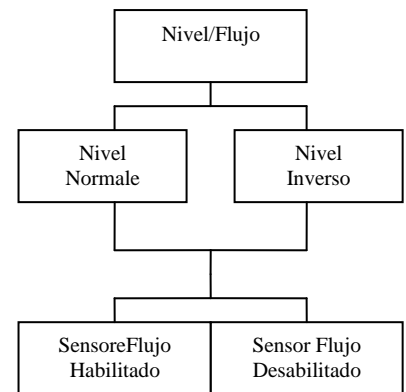 Nivel/Flujo
Nivel
Normale
Nivel
Inverso
SensoreFlujo
Habilitado
Sensor Flujo
Desabilitado